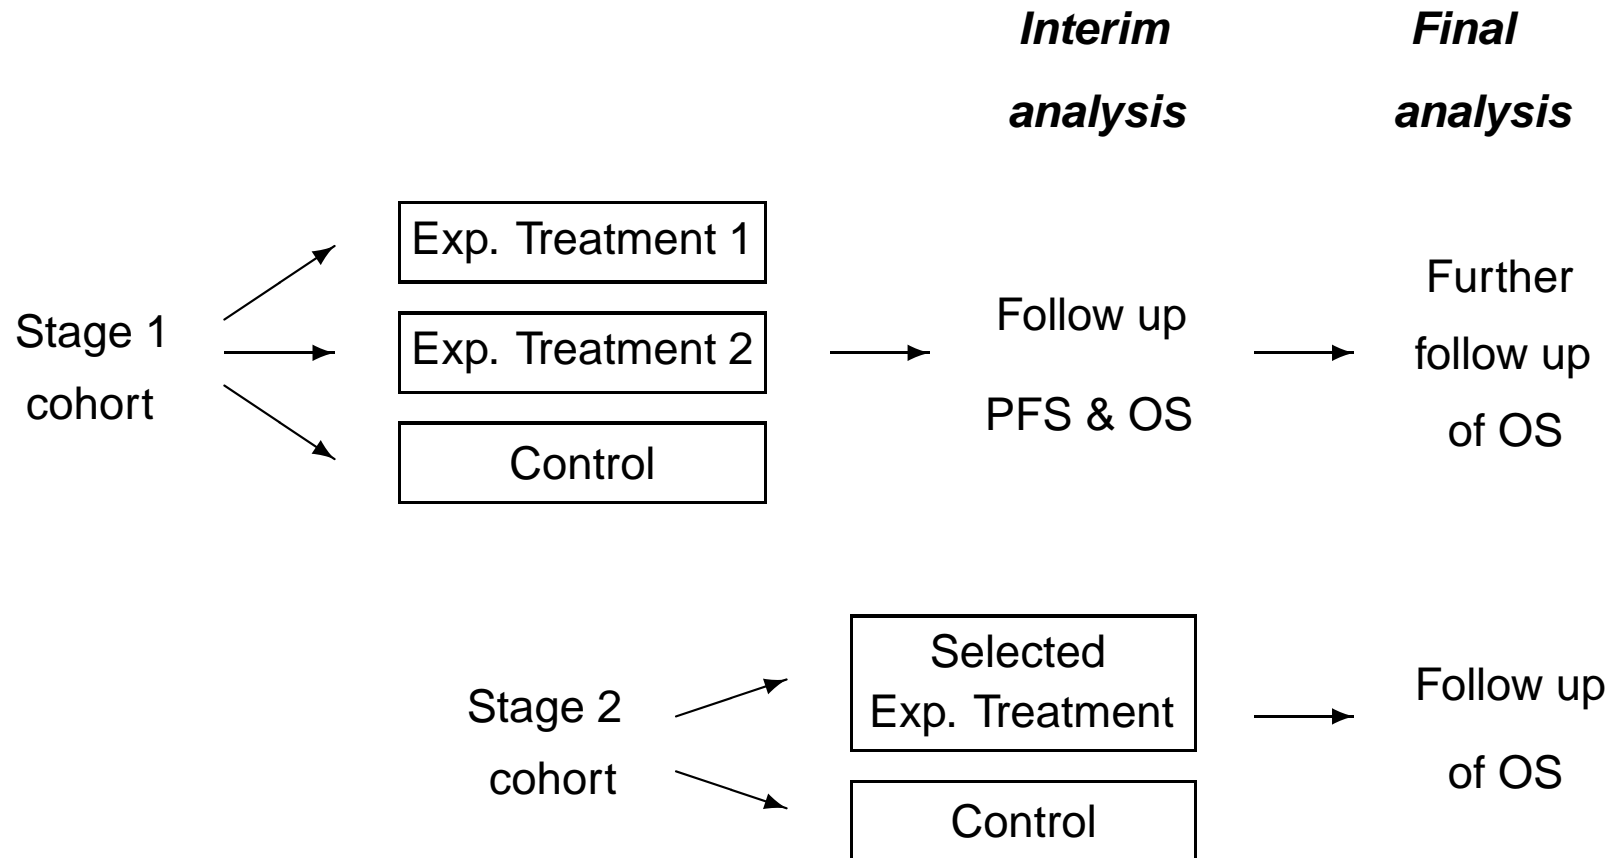 Interim
analysis
Final
analysis
Stage 1
cohort
Exp. Treatment 1
Exp. Treatment 2
Control
Follow up
PFS & OS
Further
follow up
of OS
Stage 2
cohort
Selected
Exp. Treatment
Control
Follow up
of OS